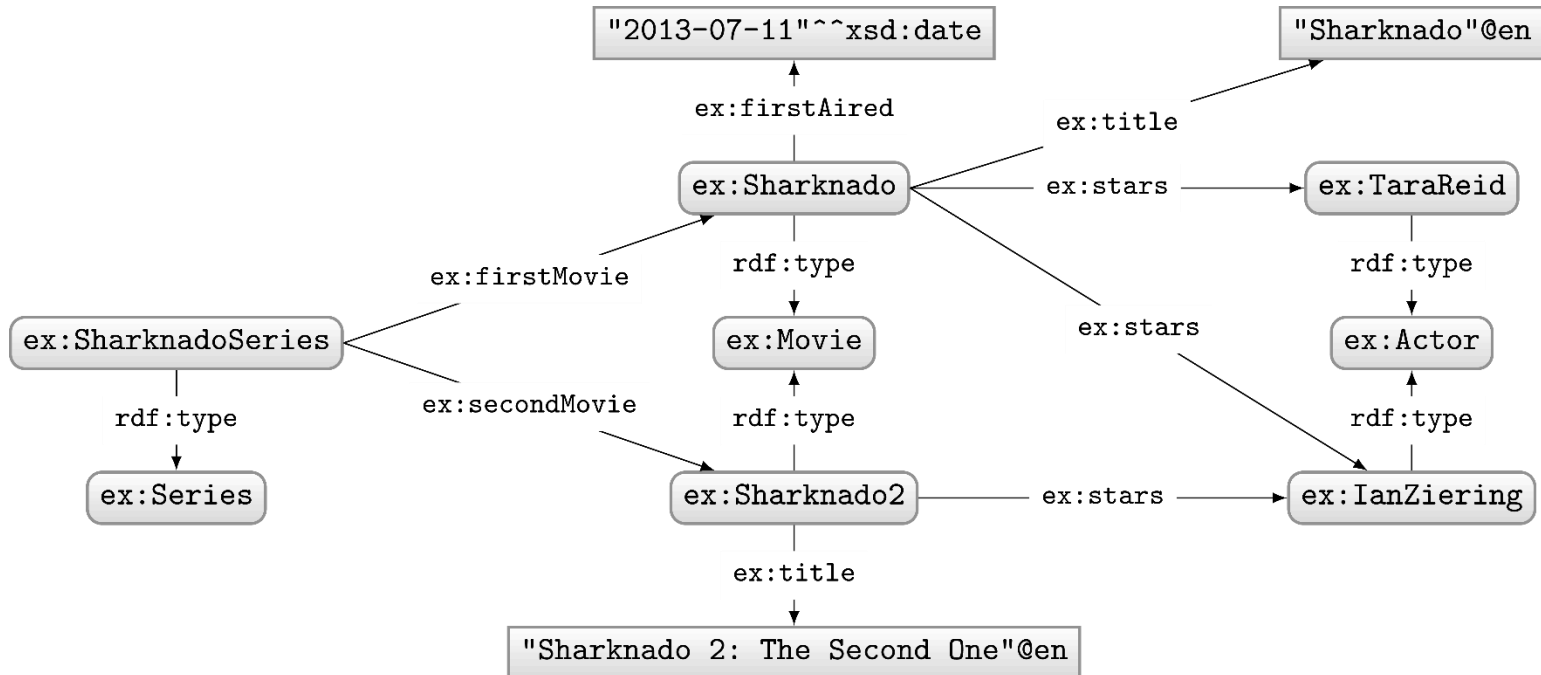 "2013-07-11"^^xsd:date
"Sharknado"@en
ex:firstAired
ex:title
ex:Sharknado
ex:stars
ex:TaraReid
rdf:type
rdf:type
ex:firstMovie
ex:stars
ex:SharknadoSeries
ex:Movie
ex:Actor
ex:secondMovie
rdf:type
rdf:type
rdf:type
ex:Series
ex:Sharknado2
ex:stars
ex:IanZiering
ex:title
"Sharknado 2: The Second One"@en